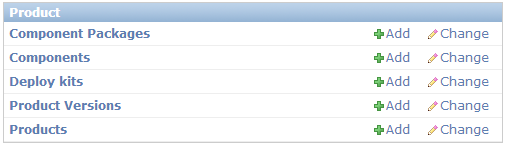 Product
Component Packages Add Change
Components Add Change
Deploy kits Add Change
Product Versions Add Change
Products Add Change